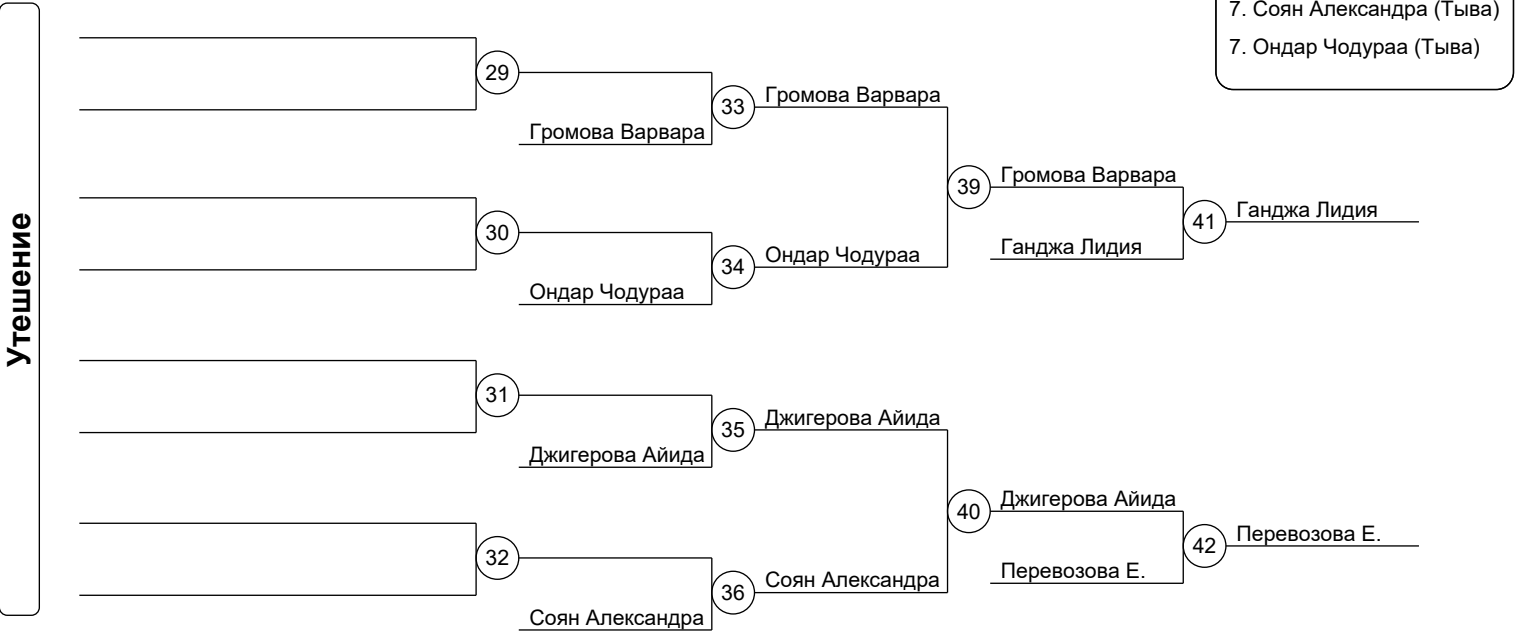 7. Соян Александра (Тыва)
7. Ондар Чодураа (Тыва)
Утешение
29
33
Громова Варвара
Громова Варвара
39
Громова Варвара
41
Ганджа Лидия
Ганджа Лидия
30
34
Ондар Чодураа
Ондар Чодураа
31
35
Джигерова Айида
Джигерова Айида
40
Джигерова Айида
42
Перевозова Е.
Перевозова Е.
32
36
Соян Александра
Соян Александра